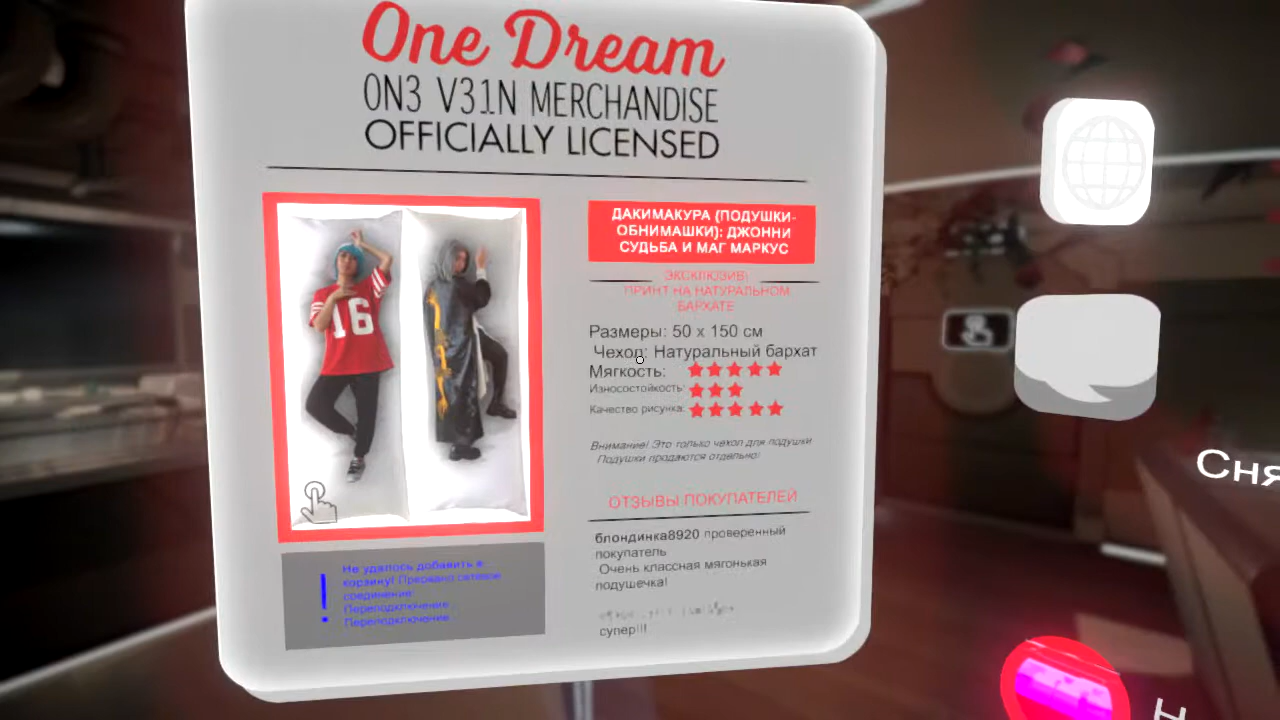 One Dream
0N3 V31N MERCHANDISE
OFFICIALLY LICENSED
16
ДАКИМАКУРА (ПОДУШКИ-
ОБНИМАШКИ): ДЖОННИ
СУДЬБА И МАГ МАРКУС
ЭКСКЛЮЗИВ!
ПРИНТ НА НАТУРАЛЬНОМ
БАРХАТЕ
Размеры: 50 x 150 см
Чехол: Натуральный бархат
Мягкость: ★★★★★
Износостойкость: ★★★
Качество рисунка: ★★★★★
Внимание! Это только чехол для подушки
Подушки продаются отдельно!
ОТЗЫВЫ ПОКУПАТЕЛЕЙ
блондинка8920 проверенный
покупатель
Очень классная мягонькая
подушечка!
супер!!!
Не удалось добавить в
корзину! Прервано сетевое
соединение.
Переподключение...
Переподключение...
Сня
Н